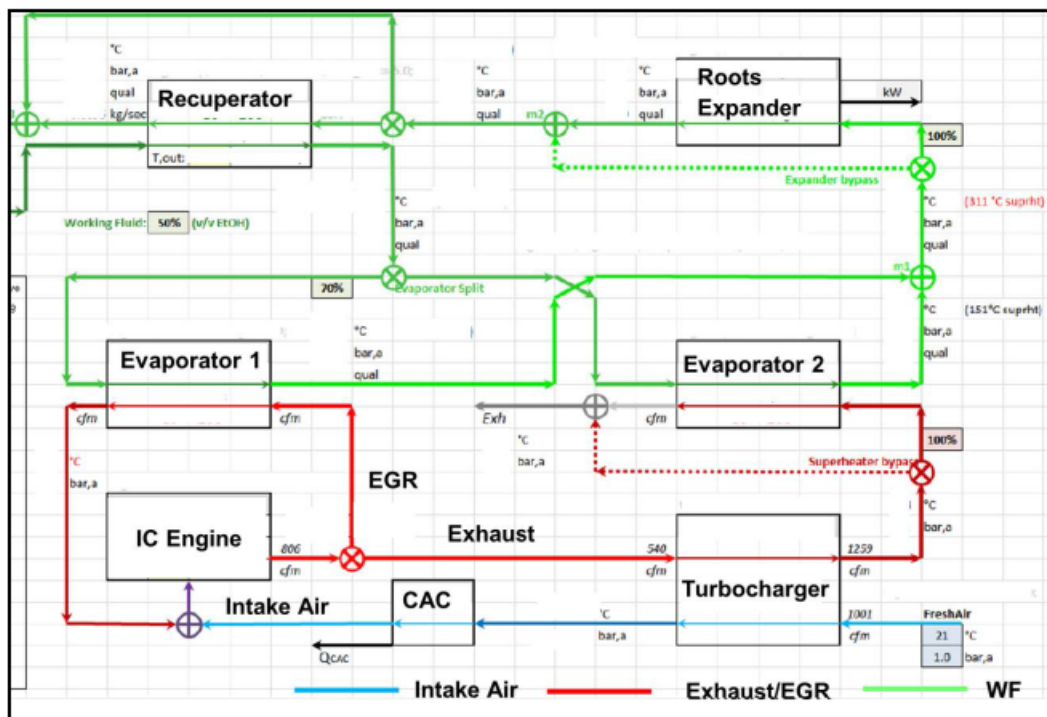 °C
bar,a
qual
kg/sec
Recuperator
T,out:
°C
bar,a
qual
m2
°C
bar,a
qual
Roots
Expander
kW
100%
Expander bypass
Working Fluid: 50% (v/v EtOH)
°C
bar,a
qual
°C
bar,a
qual
(311 °C suprht)
m1
70%
Evaporator Split
°C
bar,a
qual
(151°C suprht)
°C
bar,a
qual
Evaporator 1
Evaporator 2
cfm
cfm
Exh
cfm
°C
bar,a
°C
bar,a
100%
Superheater bypass
EGR
°C
bar,a
IC Engine
806
cfm
Exhaust
540
cfm
1259
cfm
Turbocharger
Intake Air
CAC
°C
bar,a
1001
cfm
FreshAir
21 °C
1.0 bar,a
QCAC
Intake Air
Exhaust/EGR
WF